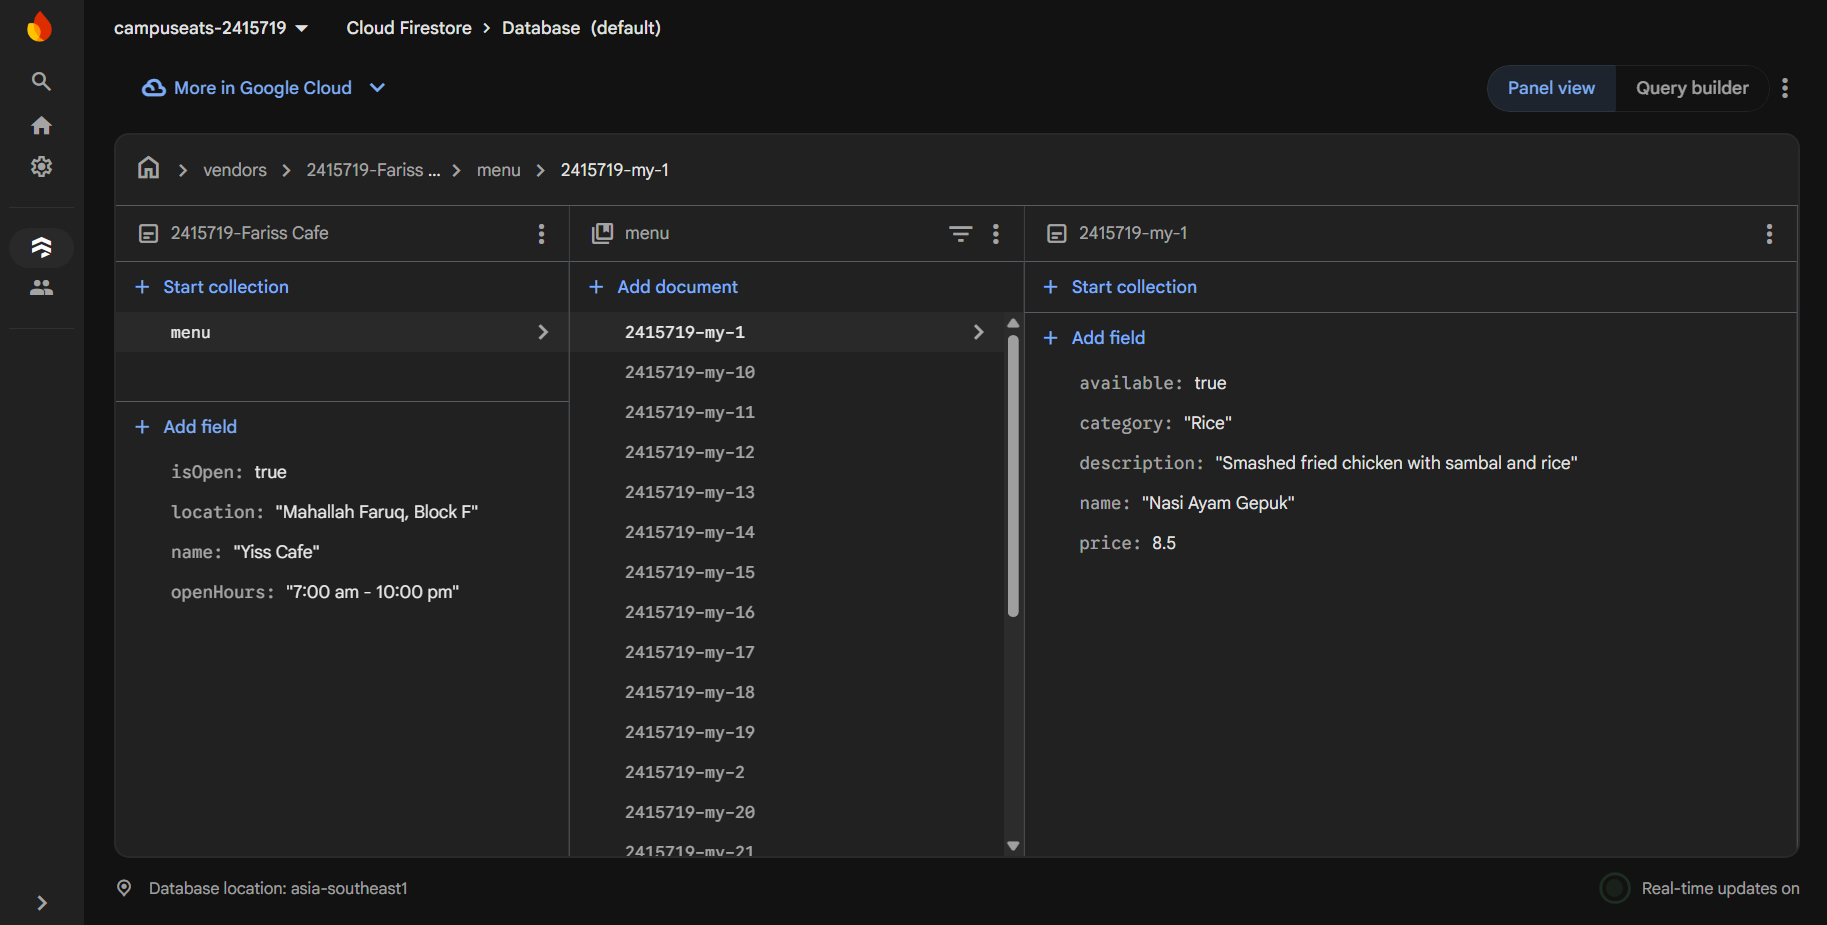 campuseats-2415719
Cloud Firestore > Database (default)
More in Google Cloud
Panel view
Query builder
vendors > 2415719-Fariss ... > menu > 2415719-my-1
2415719-Fariss Cafe
+ Start collection
menu
+ Add field
isOpen: true
location: "Mahallah Faruq, Block F"
name: "Yiss Cafe"
openHours: "7:00 am - 10:00 pm"
menu
+ Add document
2415719-my-1
2415719-my-10
2415719-my-11
2415719-my-12
2415719-my-13
2415719-my-14
2415719-my-15
2415719-my-16
2415719-my-17
2415719-my-18
2415719-my-19
2415719-my-2
2415719-my-20
2415719-my-21
2415719-my-1
+ Start collection
+ Add field
available: true
category: "Rice"
description: "Smashed fried chicken with sambal and rice"
name: "Nasi Ayam Gepuk"
price: 8.5
Database location: asia-southeast1
Real-time updates on